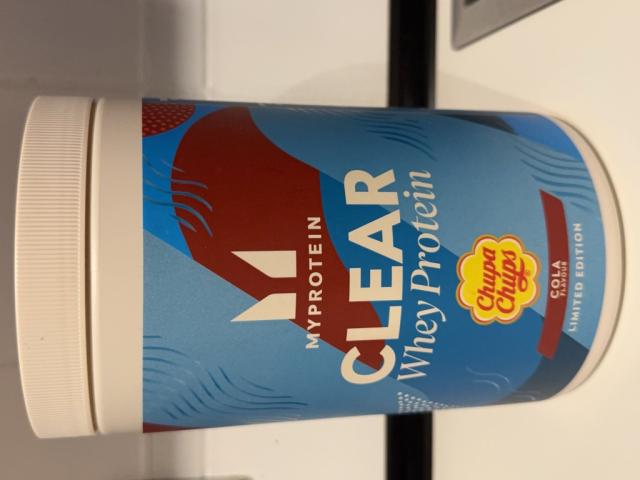 MYPROTEIN
CLEAR
Whey Protein
Chupa
Chups
COLA
FLAVOUR
LIMITED EDITION